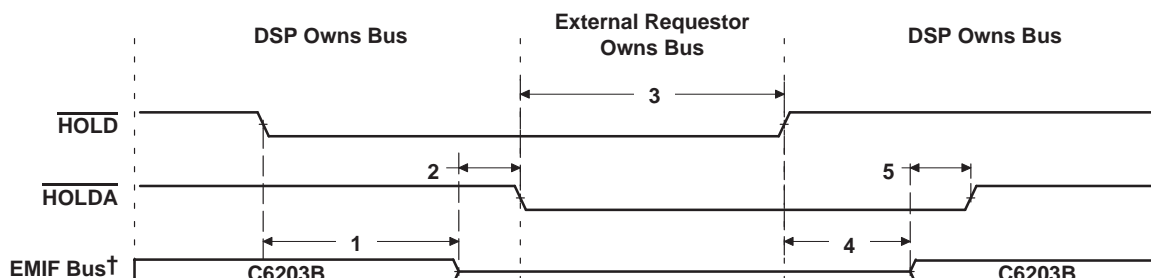 DSP Owns Bus
External Requestor
Owns Bus
DSP Owns Bus
3
HOLD
2
5
HOLDA
1
4
EMIF Bus†
C6203B
C6203B